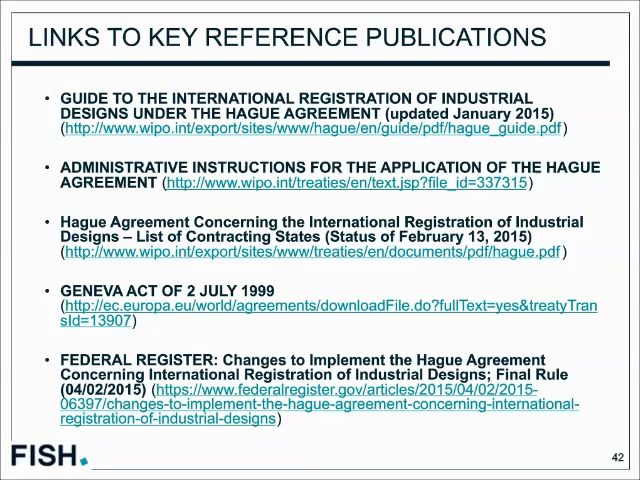 LINKS TO KEY REFERENCE PUBLICATIONS
• GUIDE TO THE INTERNATIONAL REGISTRATION OF INDUSTRIAL
DESIGNS UNDER THE HAGUE AGREEMENT (updated January 2015)
(http://www.wipo.int/export/sites/www/hague/en/guide/pdf/hague_guide.pdf)
• ADMINISTRATIVE INSTRUCTIONS FOR THE APPLICATION OF THE HAGUE
AGREEMENT (http://www.wipo.int/treaties/en/text.jsp?file_id=337315)
• Hague Agreement Concerning the International Registration of Industrial
Designs – List of Contracting States (Status of February 13, 2015)
(http://www.wipo.int/export/sites/www/treaties/en/documents/pdf/hague.pdf)
• GENEVA ACT OF 2 JULY 1999
(http://ec.europa.eu/world/agreements/downloadFile.do?fullText=yes&treatyTran
sId=13907)
• FEDERAL REGISTER: Changes to Implement the Hague Agreement
Concerning International Registration of Industrial Designs; Final Rule
(04/02/2015) (https://www.federalregister.gov/articles/2015/04/02/2015-
06397/changes-to-implement-the-hague-agreement-concerning-international-
registration-of-industrial-designs)
FISH.
42